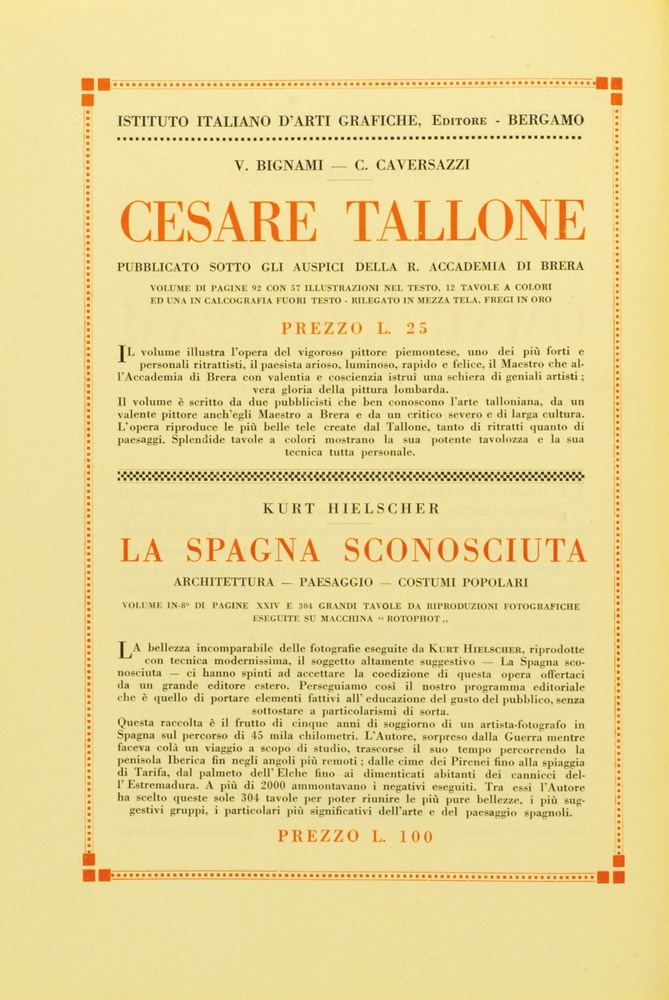 ISTITUTO ITALIANO D'ARTI GRAFICHE, Editore - BERGAMO
V. BIGNAMI — C. CAVERSAZZI
CESARE TALLONE
PUBBLICATO SOTTO GLI AUSPICI DELLA R. ACCADEMIA DI BRERA
VOLUME DI PAGINE 92 CON 57 ILLUSTRAZIONI NEL TESTO, 12 TAVOLE A COLORI
ED UNA IN CALCOGRAFIA FUORI TESTO - RILEGATO IN MEZZA TELA, FREGI IN ORO
PREZZO L. 25
IL volume illustra l'opera del vigoroso pittore piemontese, uno dei più forti e
personali ritrattisti, il paesista arioso, luminoso, rapido e felice, il Maestro che al-
l'Accademia di Brera con valentia e coscienzia istruì una schiera di geniali artisti ;
vera gloria della pittura lombarda.
Il volume è scritto da due pubblicisti che ben conoscono l'arte talloniana, da un
valente pittore anch'egli Maestro a Brera e da un critico severo e di larga cultura.
L'opera riproduce le più belle tele create dal Tallone, tanto di ritratti quanto di
paesaggi. Splendide tavole a colori mostrano la sua potente tavolozza e la sua
tecnica tutta personale.
KURT HIELSCHER
LA SPAGNA SCONOSCIUTA
ARCHITETTURA — PAESAGGIO — COSTUMI POPOLARI
VOLUME IN-8° DI PAGINE XXIV E 304 GRANDI TAVOLE DA RIPRODUZIONI FOTOGRAFICHE
ESEGUITE SU MACCHINA “ ROTOPHOT „
LA bellezza incomparabile delle fotografie eseguite da Kurt Hielscher, riprodotte
con tecnica modernissima, il soggetto altamente suggestivo — La Spagna sco-
nosciuta — ci hanno spinti ad accettare la coedizione di questa opera offertaci
da un grande editore estero. Perseguiamo così il nostro programma editoriale
che è quello di portare elementi fattivi all' educazione del gusto del pubblico, senza
sottostare a particolarismi di sorta.
Questa raccolta è il frutto di cinque anni di soggiorno di un artista-fotografo in
Spagna sul percorso di 45 mila chilometri. L'Autore, sorpreso dalla Guerra mentre
faceva colà un viaggio a scopo di studio, trascorse il suo tempo percorrendo la
penisola Iberica fin negli angoli più remoti ; dalle cime dei Pirenei fino alla spiaggia
di Tarifa, dal palmeto dell' Elche fino ai dimenticati abitanti dei cannicci del-
l' Estremadura. A più di 2000 ammontavano i negativi eseguiti. Tra essi l'Autore
ha scelto queste sole 304 tavole per poter riunire le più pure bellezze, i più sug-
gestivi gruppi, i particolari più significativi dell'arte e del paesaggio spagnoli.
PREZZO L. 100